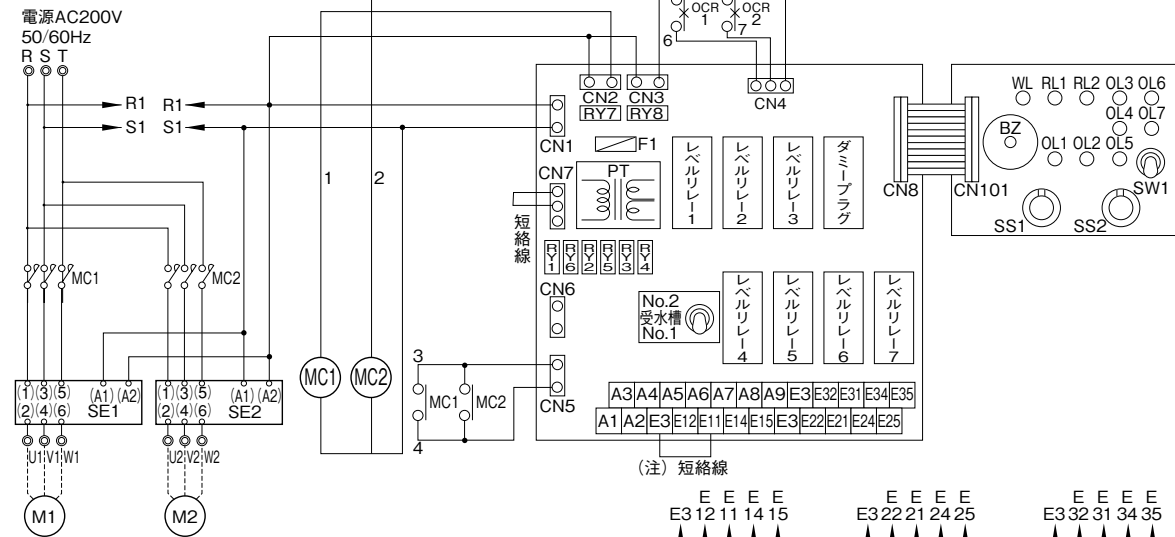 電源AC200V
50/60Hz
R S T
R1 R1
S1 S1
MC1
MC2
(1)(3)(5) (A1)(A2)
(2)(4)(6) SE1
(1)(3)(5) (A1)(A2)
(2)(4)(6) SE2
U1 V1 W1
U2 V2 W2
M1
M2
1
2
MC1
MC2
OCR
1
OCR
2
6
7
CN2
RY7
CN3
RY8
CN4
CN1
F1
CN7
PT
短絡線
レベルリレー1
レベルリレー2
レベルリレー3
ダミープラグ
RY1
RY6
RY2
RY5
RY3
RY4
CN6
No.2
受水槽
No.1
レベルリレー4
レベルリレー5
レベルリレー6
レベルリレー7
3
MC1
MC2
4
CN5
A3 A4 A5 A6 A7 A8 A9 E3 E32 E31 E34 E35
A1 A2 E3 E12 E11 E14 E15 E3 E22 E21 E24 E25
(注) 短絡線
CN8
CN101
WL RL1 RL2 OL3 OL6
OL4 OL7
BZ
OL1 OL2 OL5
SW1
SS1
SS2
E E E E
E3 12 11 14 15
E E E E
E3 22 21 24 25
E E E E
E3 32 31 34 35